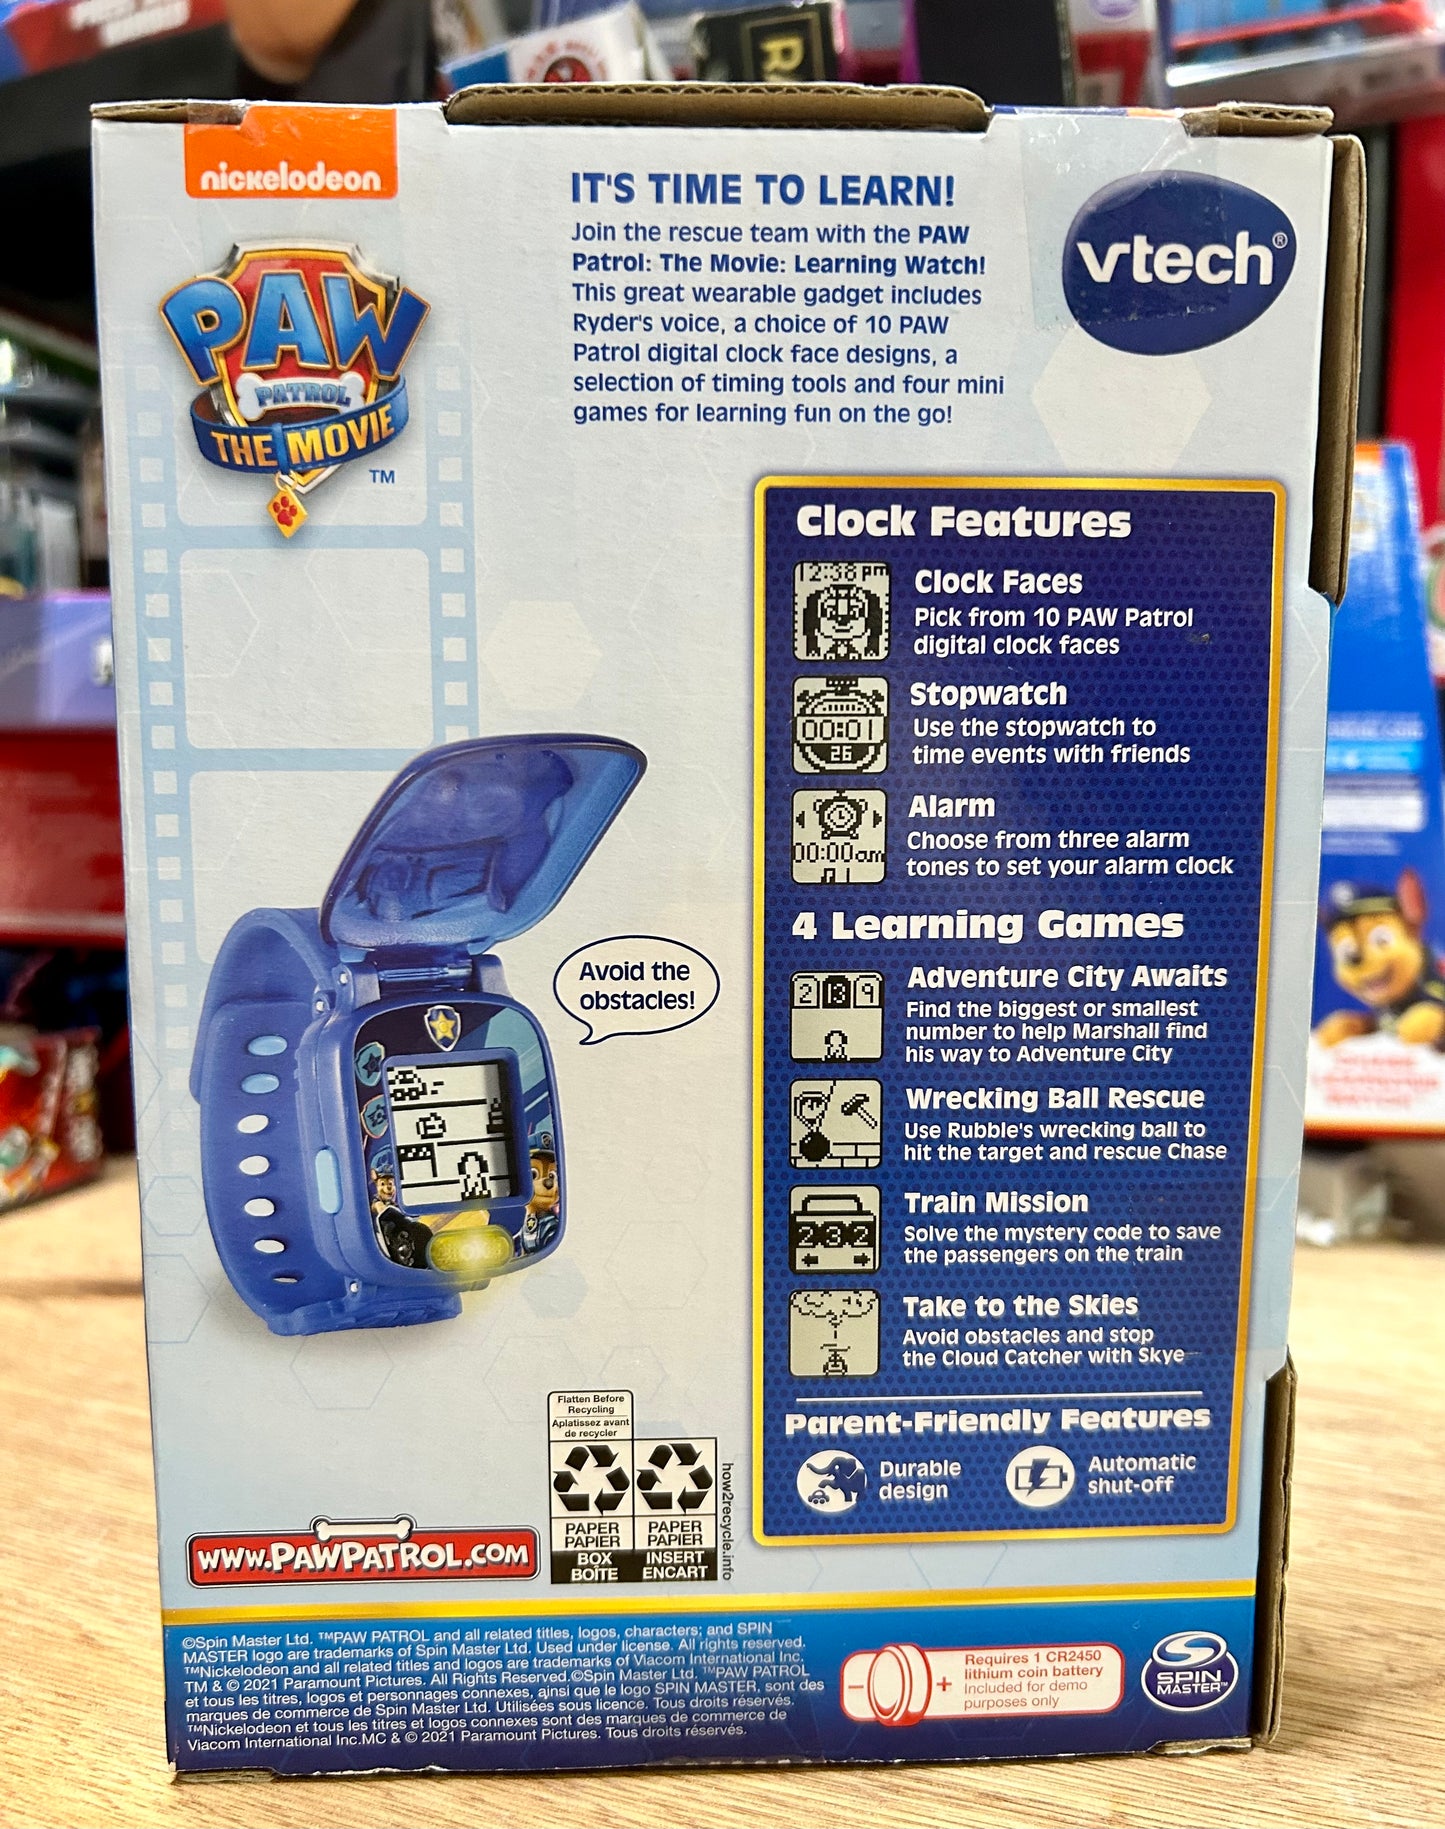 nickelodeon
PAW
PATROL
THE MOVIE
TM
IT'S TIME TO LEARN!
Join the rescue team with the PAW
Patrol: The Movie: Learning Watch!
This great wearable gadget includes
Ryder's voice, a choice of 10 PAW
Patrol digital clock face designs, a
selection of timing tools and four mini
games for learning fun on the go!
vtech®
Clock Features
12:38 pm
Clock Faces
Pick from 10 PAW Patrol
digital clock faces
00:01
26
Stopwatch
Use the stopwatch to
time events with friends
00:00am
Alarm
Choose from three alarm
tones to set your alarm clock
4 Learning Games
Adventure City Awaits
Find the biggest or smallest
number to help Marshall find
his way to Adventure City
Wrecking Ball Rescue
Use Rubble's wrecking ball to
hit the target and rescue Chase
2 3 2
Train Mission
Solve the mystery code to save
the passengers on the train
Take to the Skies
Avoid obstacles and stop
the Cloud Catcher with Skye
Parent-Friendly Features
Durable
design
Automatic
shut-off
Avoid the
obstacles!
Flatten Before
Recycling
Aplatissez avant
de recycler
PAPER
PAPIER
BOX
BOÎTE
PAPER
PAPIER
INSERT
ENCART
how2recycle.info
WWW.PAWPATROL.COM
©Spin Master Ltd. ™PAW PATROL and all related titles, logos, characters; and SPIN
MASTER logo are trademarks of Spin Master Ltd. Used under license. All rights reserved.
™Nickelodeon and all related titles and logos are trademarks of Viacom International Inc.
TM & © 2021 Paramount Pictures. All Rights Reserved.©Spin Master Ltd. ™PAW PATROL
et tous les titres, logos et personnages connexes, ainsi que le logo SPIN MASTER, sont des
marques de commerce de Spin Master Ltd. Utilisées sous licence. Tous droits réservés.
™Nickelodeon et tous les titres et logos connexes sont des marques de commerce de
Viacom International Inc.MC & © 2021 Paramount Pictures. Tous droits réservés.
Requires 1 CR2450
lithium coin battery
Included for demo
purposes only
SPIN
MASTER™